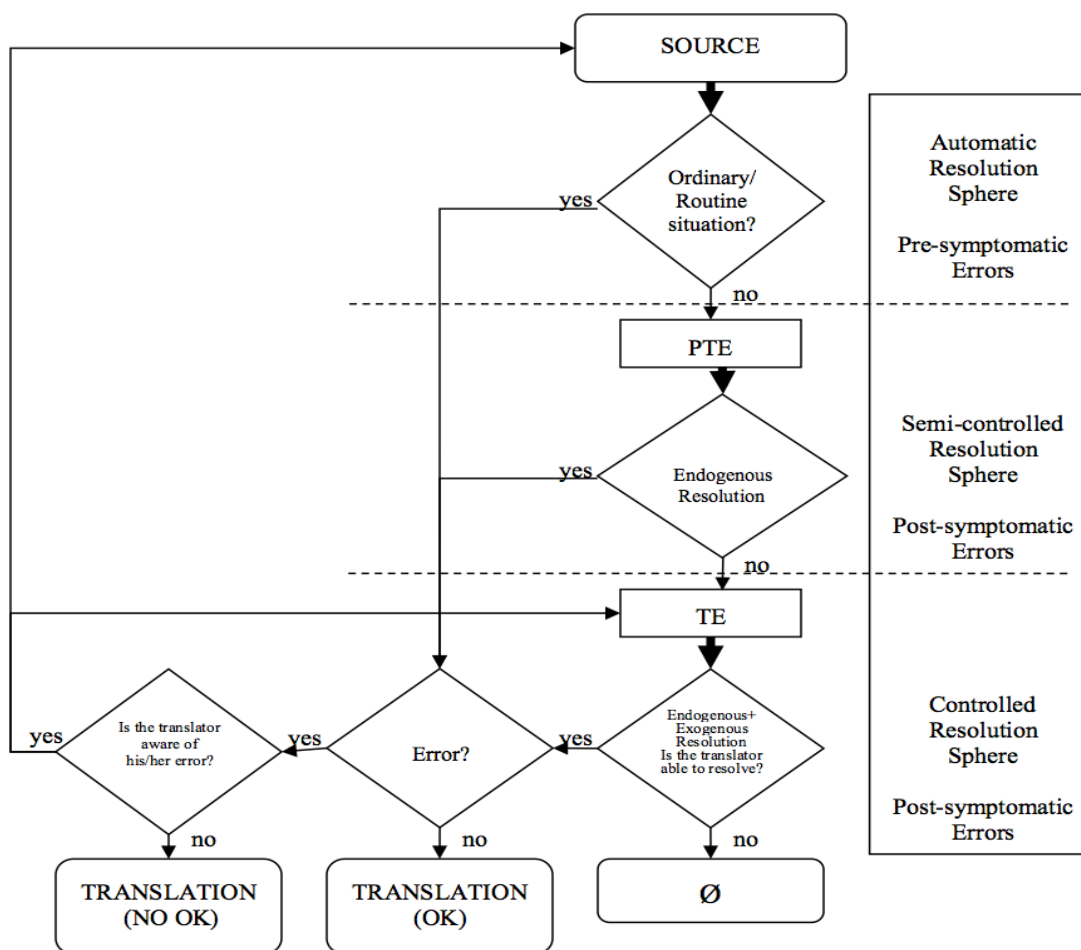 SOURCE
Ordinary/
Routine
situation?
yes
no
Automatic
Resolution
Sphere
Pre-symptomatic
Errors
PTE
Endogenous
Resolution
yes
no
Semi-controlled
Resolution
Sphere
Post-symptomatic
Errors
TE
Endogenous+
Exogenous
Resolution
Is the translator
able to resolve?
yes
no
Error?
yes
no
Is the translator
aware of
his/her error?
yes
no
Controlled
Resolution
Sphere
Post-symptomatic
Errors
TRANSLATION
(NO OK)
TRANSLATION
(OK)
Ø